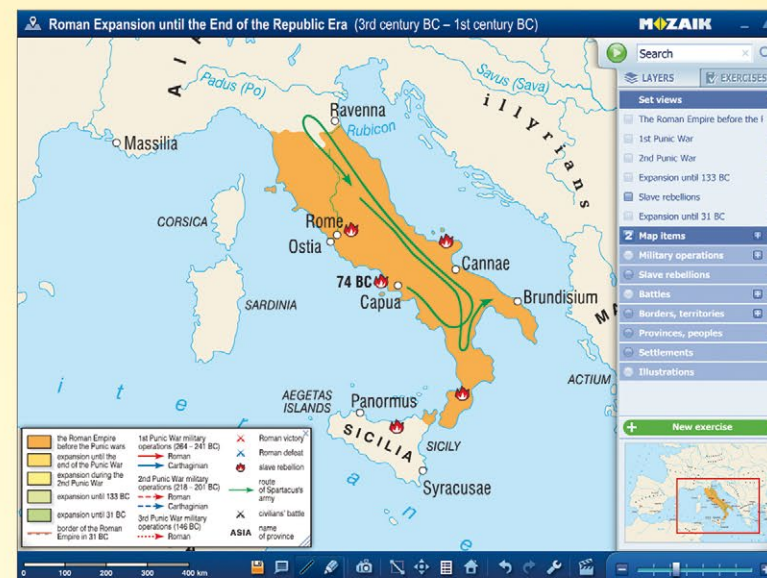 Roman Expansion until the End of the Republic Era (3rd century BC – 1st century BC)
MOZAIK
Search
LAYERS
EXERCISES
Set views
The Roman Empire before the
1st Punic War
2nd Punic War
Expansion until 133 BC
Slave rebellions
Expansion until 31 BC
Map items
Military operations
Slave rebellions
Battles
Borders, territories
Provinces, peoples
Settlements
Illustrations
New exercise
Padus (Po)
Savus (Sava)
illyrians
Ravenna
Rubicon
Massilia
CORSICA
Rome
Ostia
Cannae
74 BC
Capua
Brundisium
SARDINIA
ACTIUM
AEGETAS
ISLANDS
Panormus
SICILIA
SICILY
Syracusae
the Roman Empire
before the Punic wars
expansion until the
end of the Punic War
expansion during the
2nd Punic War
expansion until 133 BC
expansion until 31 BC
border of the Roman
Empire in 31 BC
1st Punic War military
operations (264 - 241 BC)
Roman
Carthaginian
2nd Punic War military
operations (218 - 201 BC)
Roman
Carthaginian
3rd Punic War military
operations (146 BC)
Roman
Roman victory
Roman defeat
slave rebellion
route
of Spartacus's
army
civilians' battle
ASIA name
of province
0 100 200 300 400 km